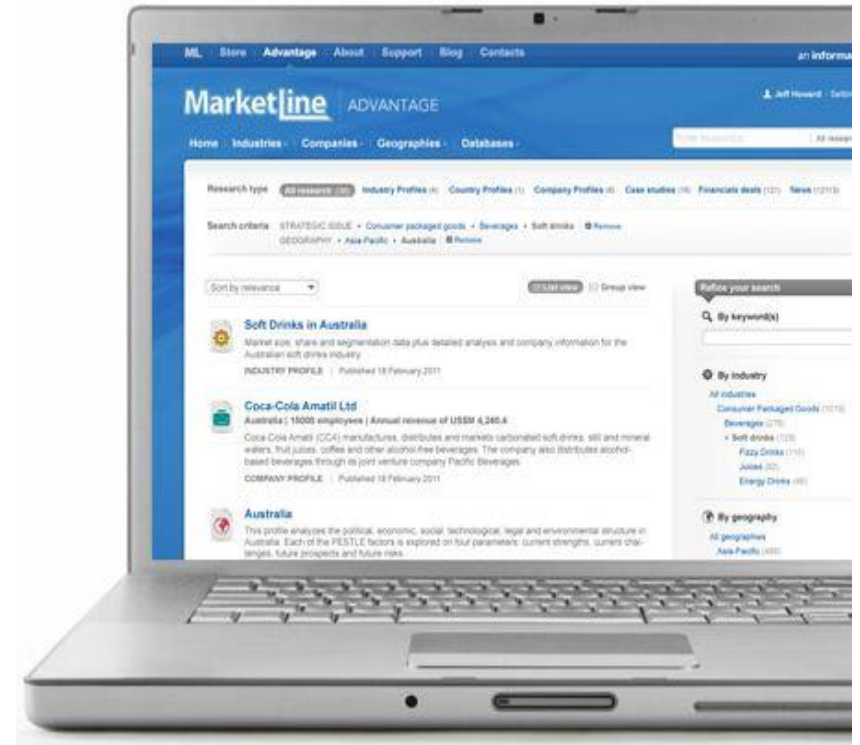 ML Store Advantage About Support Blog Contacts
an informa
MarketLine ADVANTAGE
Jeff Howard
Home Industries Companies Geographies Databases
All research
Research type All research Industry Profiles (4) Country Profiles (1) Company Profiles Case studies Financials deals News
Search criteria STRATEGIC ISSUE • Consumer packaged goods • Beverages • Soft drinks Remove
GEOGRAPHY • Asia-Pacific • Australia Remove
Sort by relevance List view Group view
Refine your search
By keyword(s)
Soft Drinks in Australia
Market size, share and segmentation data plus detailed analysis and company information for the
Australian soft drinks industry.
INDUSTRY PROFILE | Published 18 February 2011
Coca-Cola Amatil Ltd
Australia | 15000 employees | Annual revenue of US$M 4,260.4
Coca Cola Amatil (CCA) manufactures, distributes and markets carbonated soft drinks, still and mineral
waters, fruit juices, coffee and other alcohol-free beverages. The company also distributes alcohol-
based beverages through its joint venture company Pacific Beverages.
COMPANY PROFILE | Published 18 February 2011
Australia
This profile analyzes the political, economic, social, technological, legal and environmental structure in
Australia. Each of the PESTLE factors is explored on four parameters: current strengths, current chal-
lenges, future prospects and future risks.
By industry
All industries
Consumer Packaged Goods
Beverages
Soft drinks
Fizzy Drinks
Juices
Energy Drinks
By geography
All geographies
Asia-Pacific